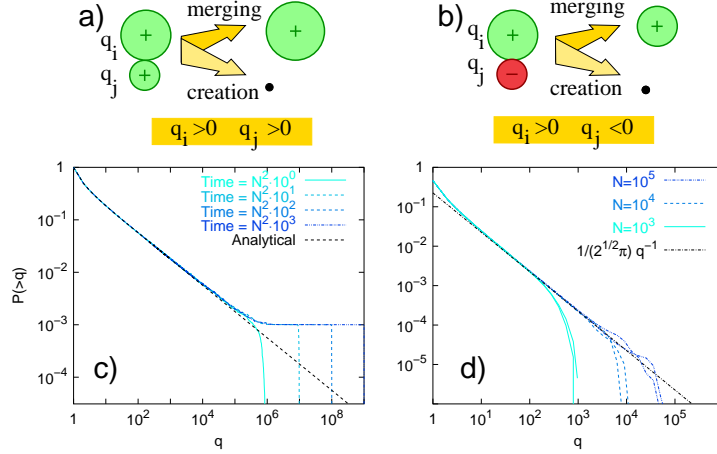 a)
merging
q_i
+
+
q_j
+
creation
q_i >0 q_j >0
b)
merging
q_i
+
+
q_j
−
creation
q_i >0 q_j <0
1
10^-1
10^-2
10^-3
10^-4
P(>q)
Time = N^2·10^0
Time = N^2·10^1
Time = N^2·10^2
Time = N^2·10^3
Analytical
c)
1 10^2 10^4 10^6 10^8
q
1
10^-1
10^-2
10^-3
10^-4
10^-5
N=10^5
N=10^4
N=10^3
1/(2^1/2π) q^-1
d)
1 10^1 10^2 10^3 10^4 10^5
q